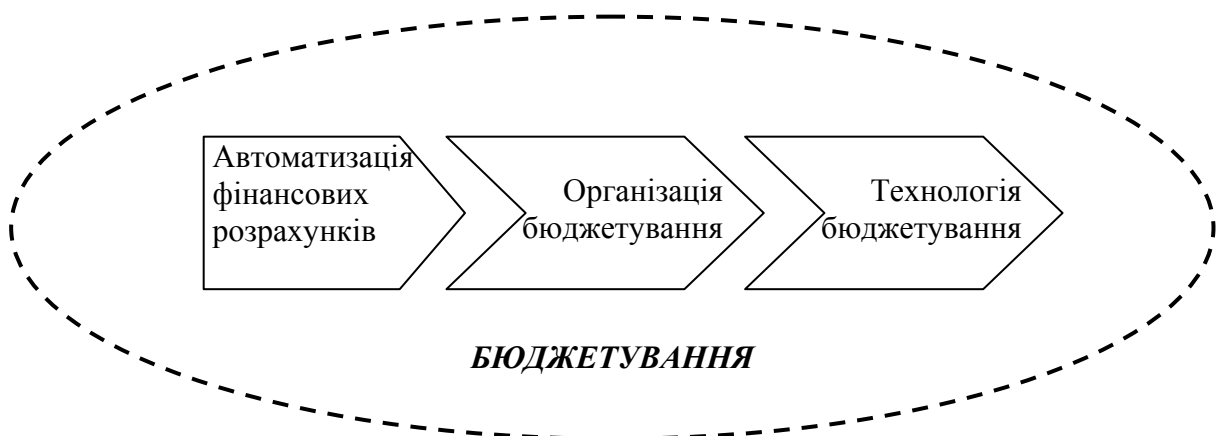 Автоматизація
фінансових
розрахунків
Організація
бюджетування
Технологія
бюджетування
БЮДЖЕТУВАННЯ